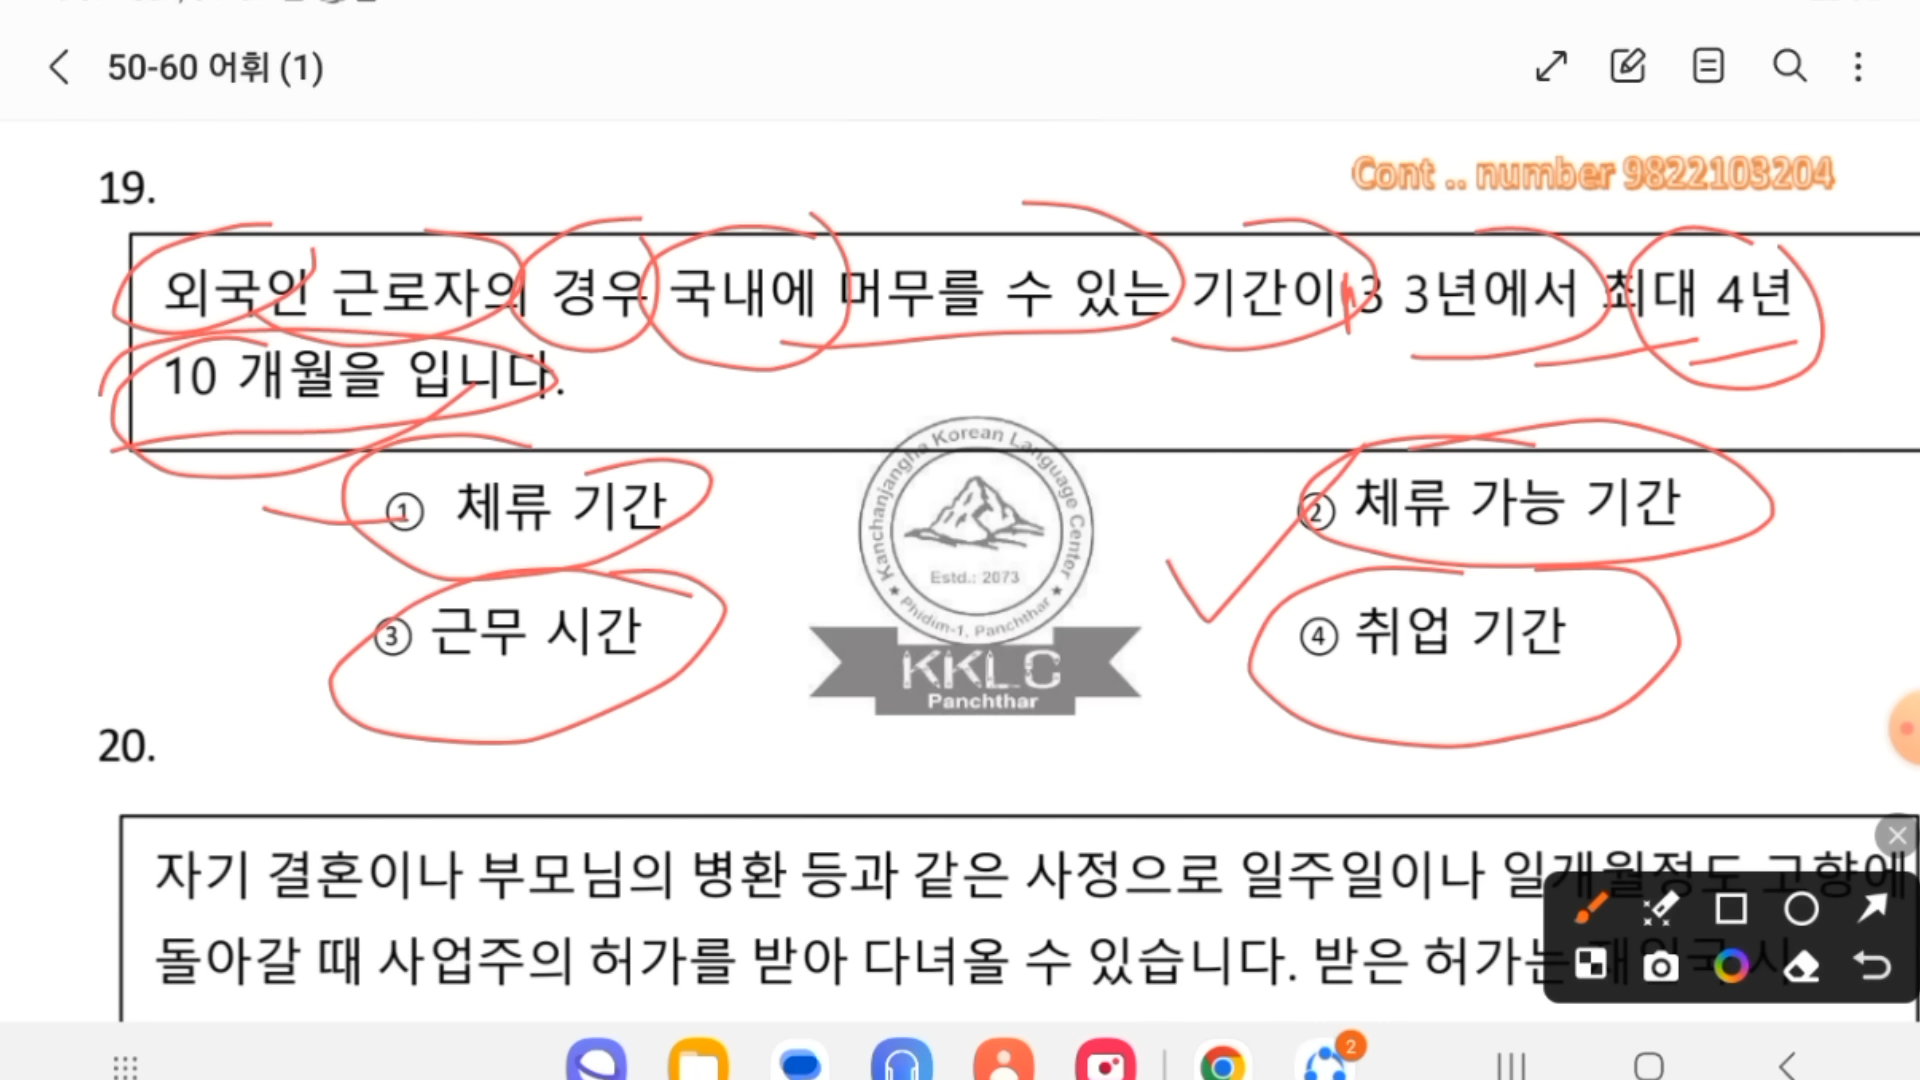 50-60 어휘 (1)
Cont .. number 9822103204
19.
외국인 근로자의 경우 국내에 머무를 수 있는 기간이 3 3년에서 최대 4년
10 개월을 입니다.
① 체류 기간
② 체류 가능 기간
③ 근무 시간
④ 취업 기간
Kanchanjangha Korean Language Center
Estd.: 2073
Phidim-1, Panchthar
KKLC
Panchthar
20.
자기 결혼이나 부모님의 병환 등과 같은 사정으로 일주일이나 일개월정도 고향에
돌아갈 때 사업주의 허가를 받아 다녀올 수 있습니다. 받은 허가는
2